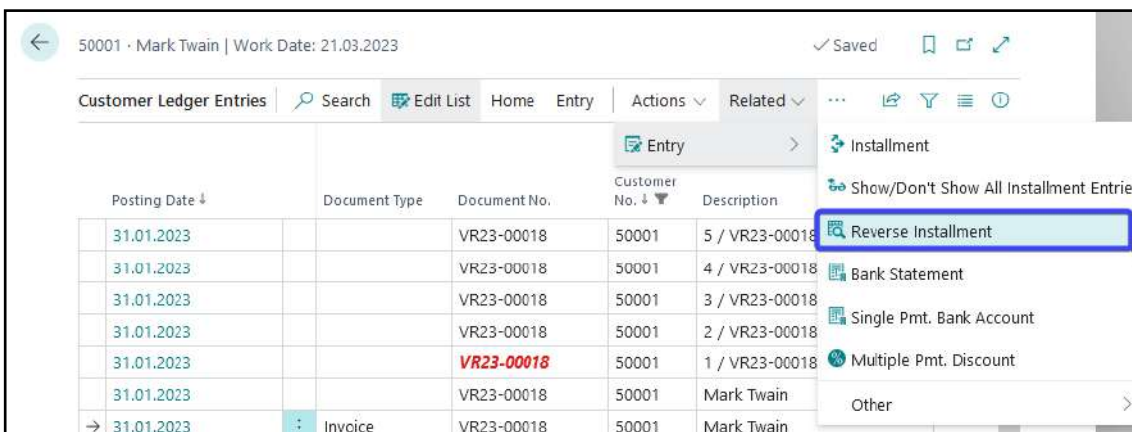 50001 · Mark Twain | Work Date: 21.03.2023 Saved
Customer Ledger Entries Search Edit List Home Entry Actions Related ...
Entry
Installment
Show/Don't Show All Installment Entrie
Reverse Installment
Bank Statement
Single Pmt. Bank Account
Multiple Pmt. Discount
Other
Posting Date Document Type Document No. Customer No. Description
31.01.2023 VR23-00018 50001 5 / VR23-00018
31.01.2023 VR23-00018 50001 4 / VR23-00018
31.01.2023 VR23-00018 50001 3 / VR23-00018
31.01.2023 VR23-00018 50001 2 / VR23-00018
31.01.2023 VR23-00018 50001 1 / VR23-00018
31.01.2023 VR23-00018 50001 Mark Twain
31.01.2023 Invoice VR23-00018 50001 Mark Twain